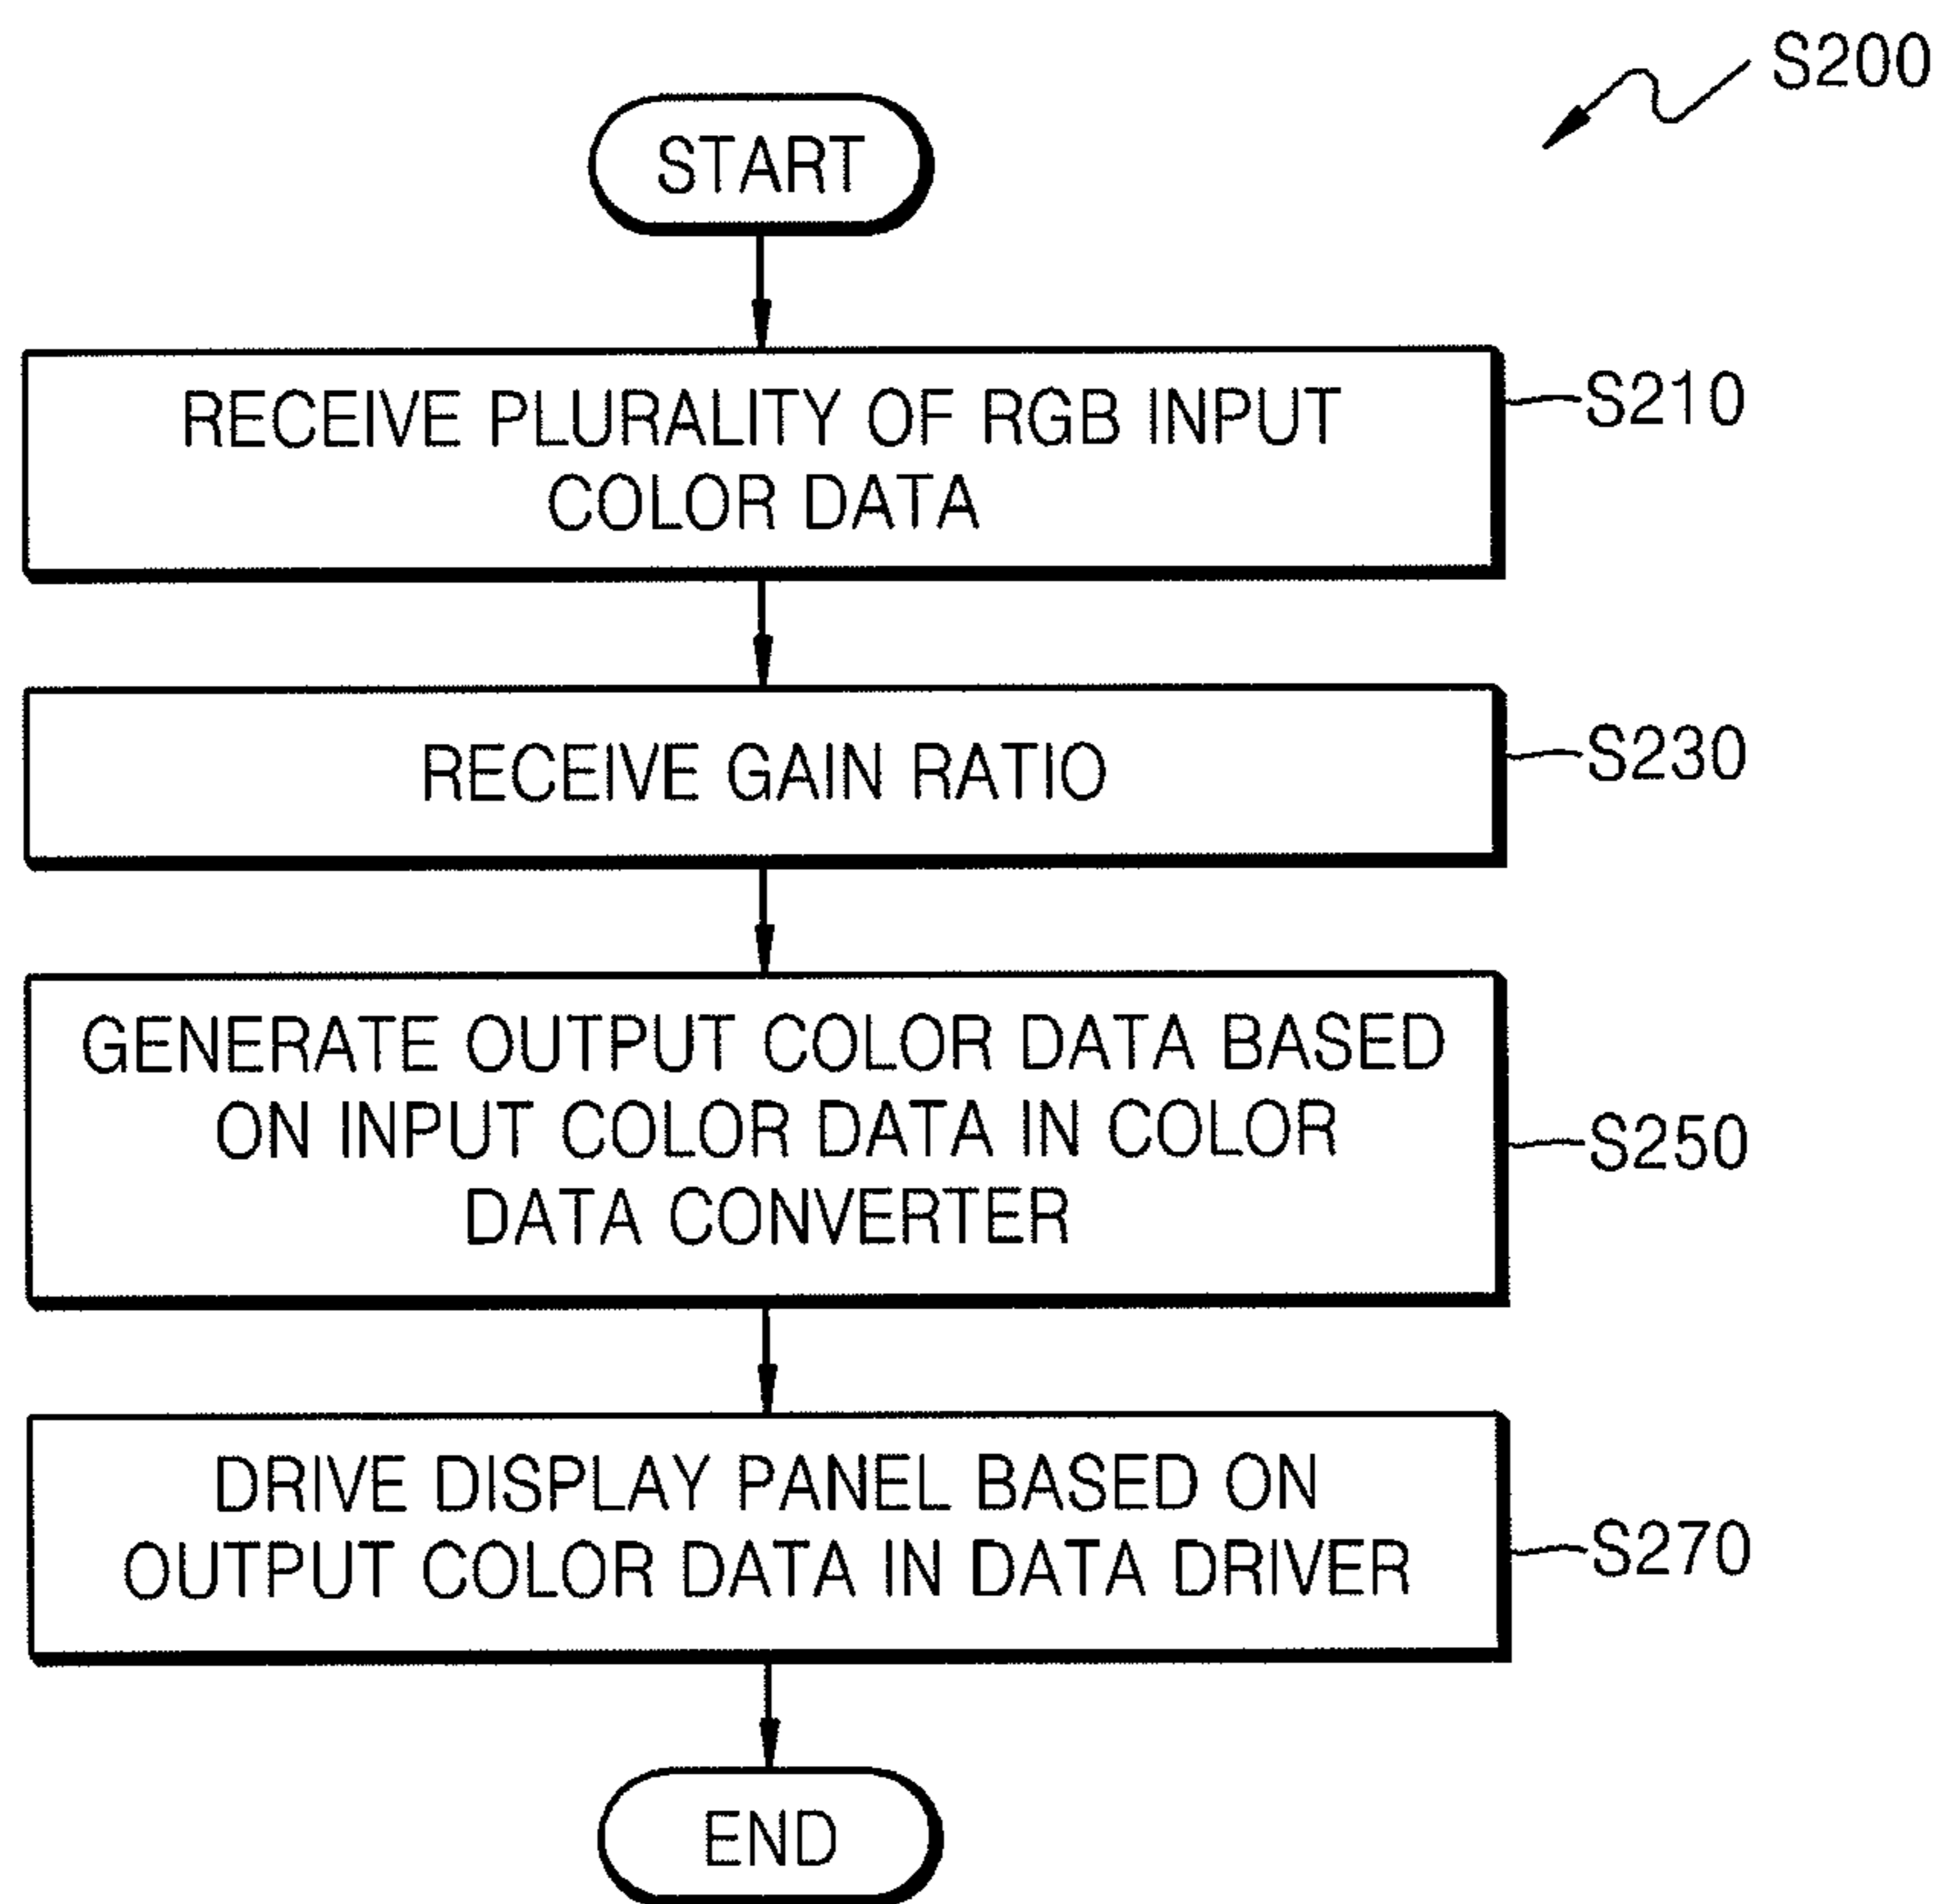 S200
START
RECEIVE PLURALITY OF RGB INPUT
COLOR DATA
S210
RECEIVE GAIN RATIO
S230
GENERATE OUTPUT COLOR DATA BASED
ON INPUT COLOR DATA IN COLOR
DATA CONVERTER
S250
DRIVE DISPLAY PANEL BASED ON
OUTPUT COLOR DATA IN DATA DRIVER
S270
END